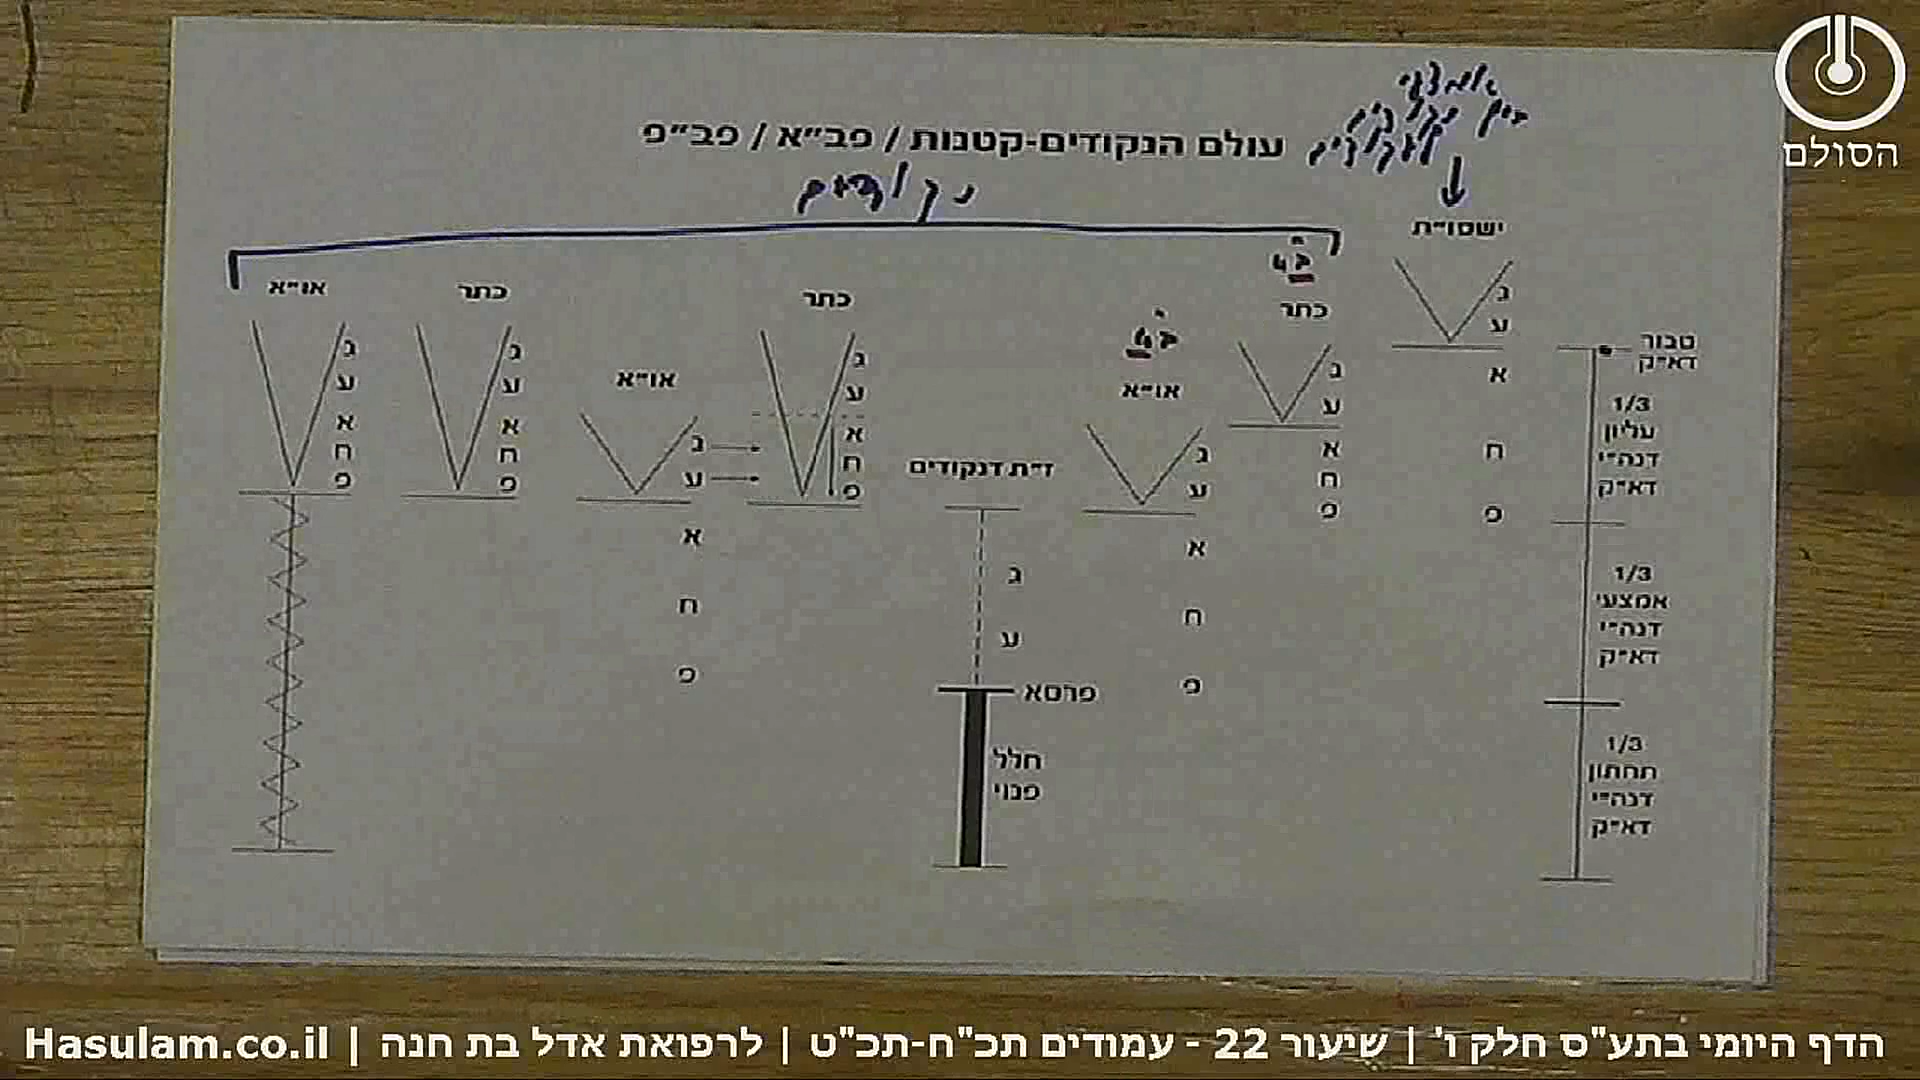 הסולם
עולם הנקודים-קטנות / פב״א / פב״פ
נקודים
ישסו״ת
ג
ע
א
ח
פ
טבור
דא״ק
1/3
עליון
דנה״י
דא״ק
1/3
אמצעי
דנה״י
דא״ק
1/3
תחתון
דנה״י
דא״ק
כתר
ג
ע
א
ח
פ
או״א
ג
ע
א
ח
פ
ז״ת דנקודים
ג
ע
פרסא
חלל
פנוי
כתר
ג
ע
א
ח
פ
או״א
ג
ע
א
ח
פ
כתר
ג
ע
א
ח
פ
או״א
ג
ע
א
ח
פ
הדף היומי בתע"ס חלק ו' | שיעור 22 - עמודים תכ"ח-תכ"ט | לרפואת אדל בת חנה | Hasulam.co.il